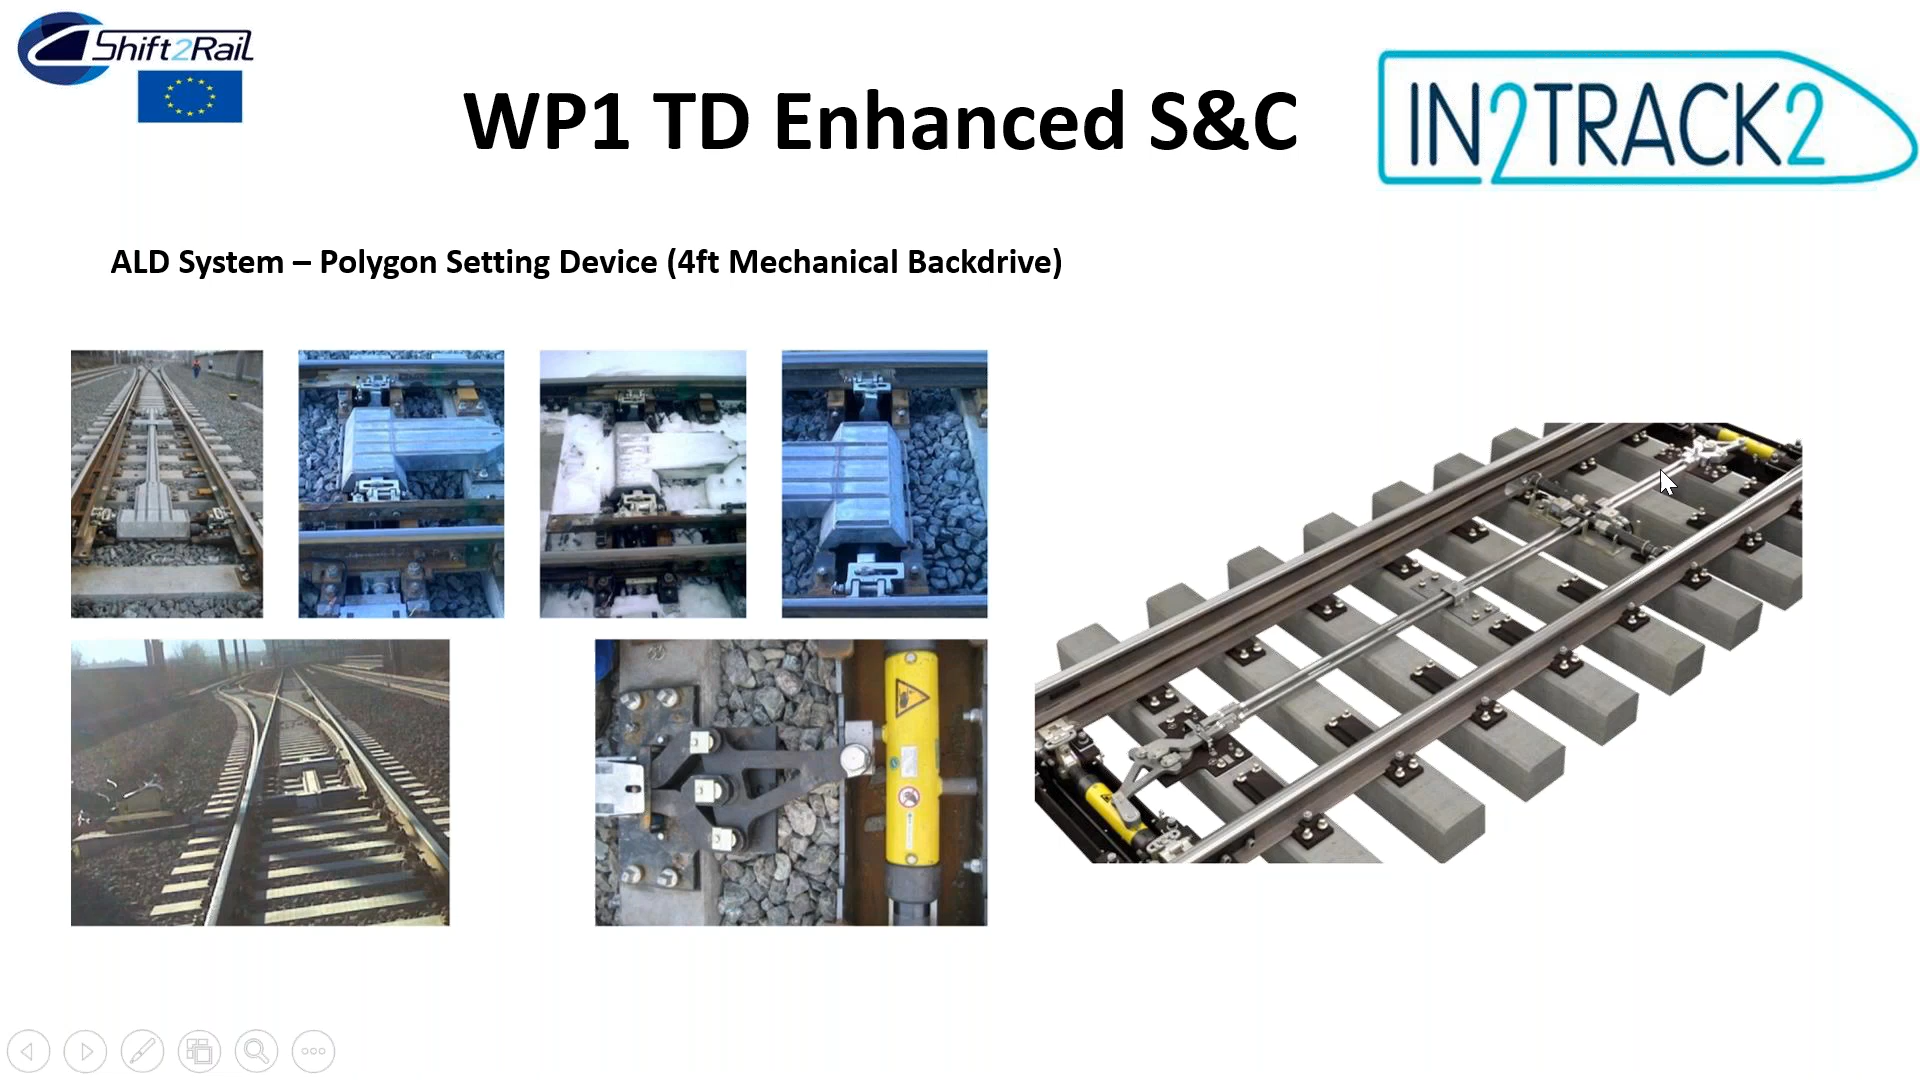 Shift2Rail
WP1 TD Enhanced S&C
IN2TRACK2
ALD System – Polygon Setting Device (4ft Mechanical Backdrive)